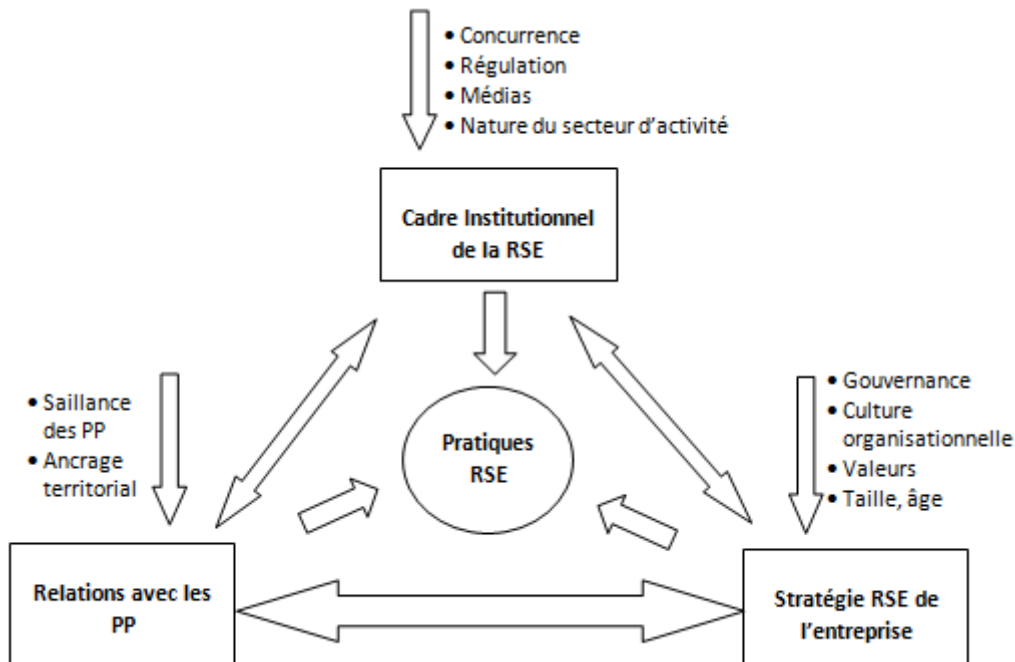 • Concurrence
• Régulation
• Médias
• Nature du secteur d'activité
Cadre Institutionnel
de la RSE
• Saillance
des PP
• Ancrage
territorial
Pratiques
RSE
• Gouvernance
• Culture
organisationnelle
• Valeurs
• Taille, âge
Relations avec les
PP
Stratégie RSE de
l'entreprise